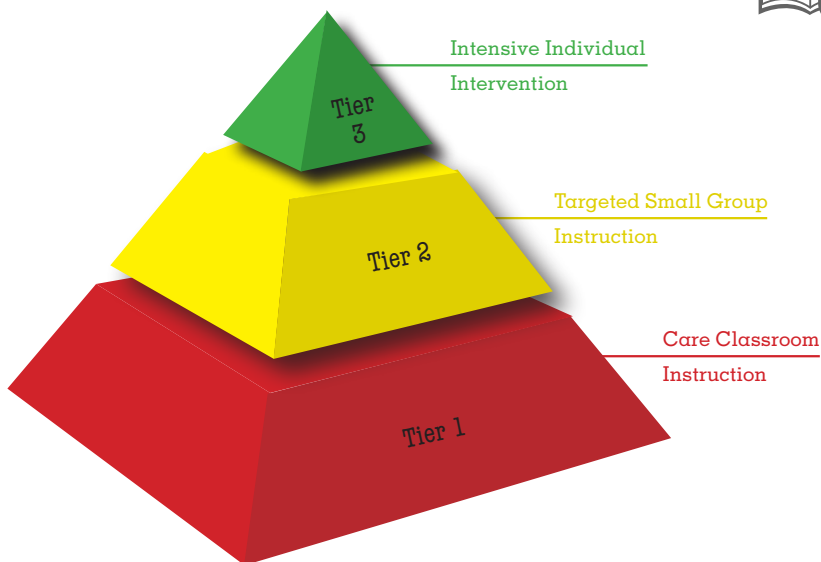 Intensive Individual
Intervention
Tier
3
Targeted Small Group
Instruction
Tier 2
Care Classroom
Instruction
Tier 1